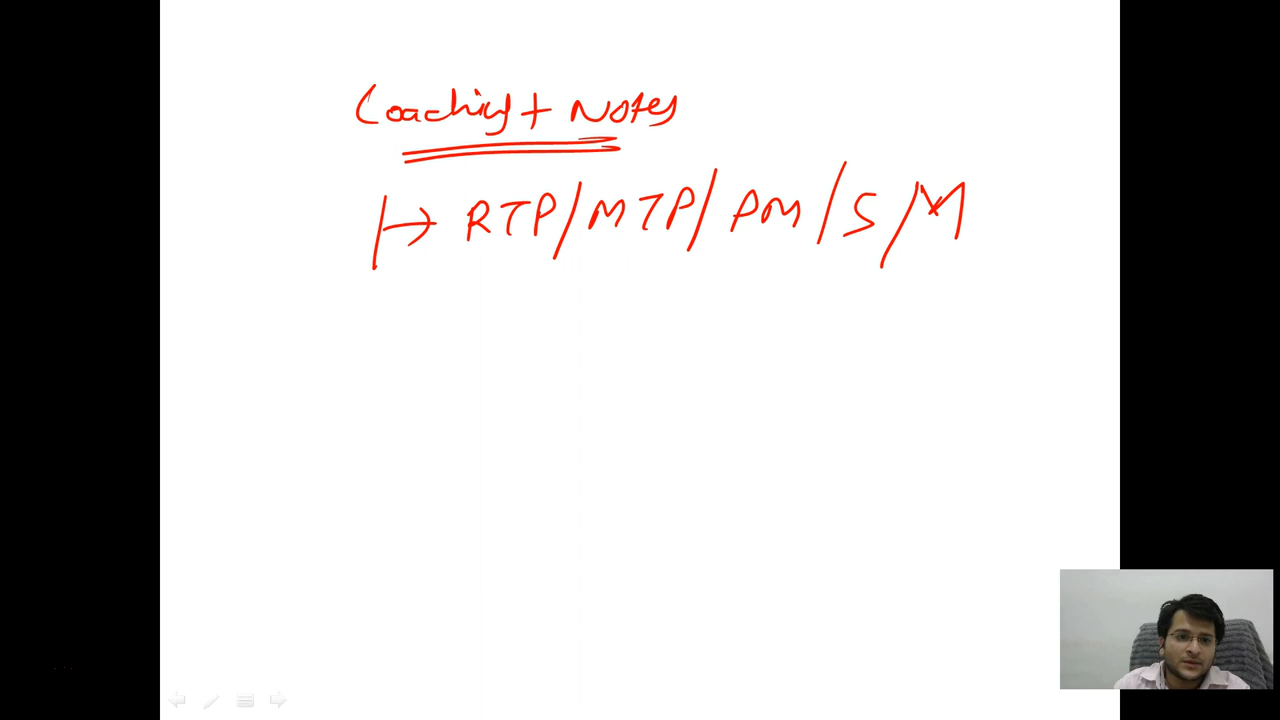 Coaching + Notes
→ RTP/MTP/PM/S/M